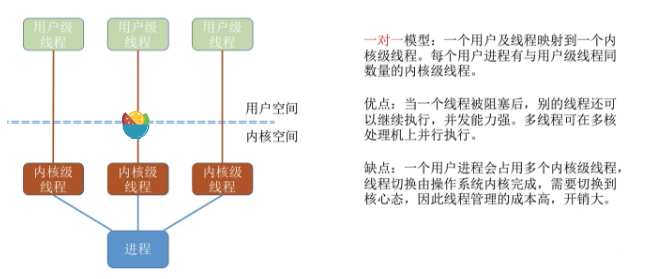 用户级 用户级 用户级
线程 线程 线程
用户空间
内核空间
内核级 内核级 内核级
线程 线程 线程
进程
一对一模型：一个用户及线程映射到一个内
核级线程。每个用户进程有与用户级线程同
数量的内核级线程。
优点：当一个线程被阻塞后，别的线程还可
以继续执行，并发能力强。多线程可在多核
处理机上并行执行。
缺点：一个用户进程会占用多个内核级线程，
线程切换由操作系统内核完成，需要切换到
核心态，因此线程管理的成本高，开销大。